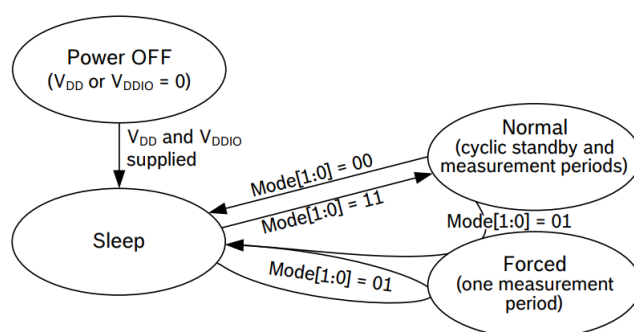 Power OFF
(VDD or VDDIO = 0)
VDD and VDDIO
supplied
Normal
(cyclic standby and
measurement periods)
Mode[1:0] = 00
Mode[1:0] = 11
Mode[1:0] = 01
Sleep
Mode[1:0] = 01
Forced
(one measurement
period)